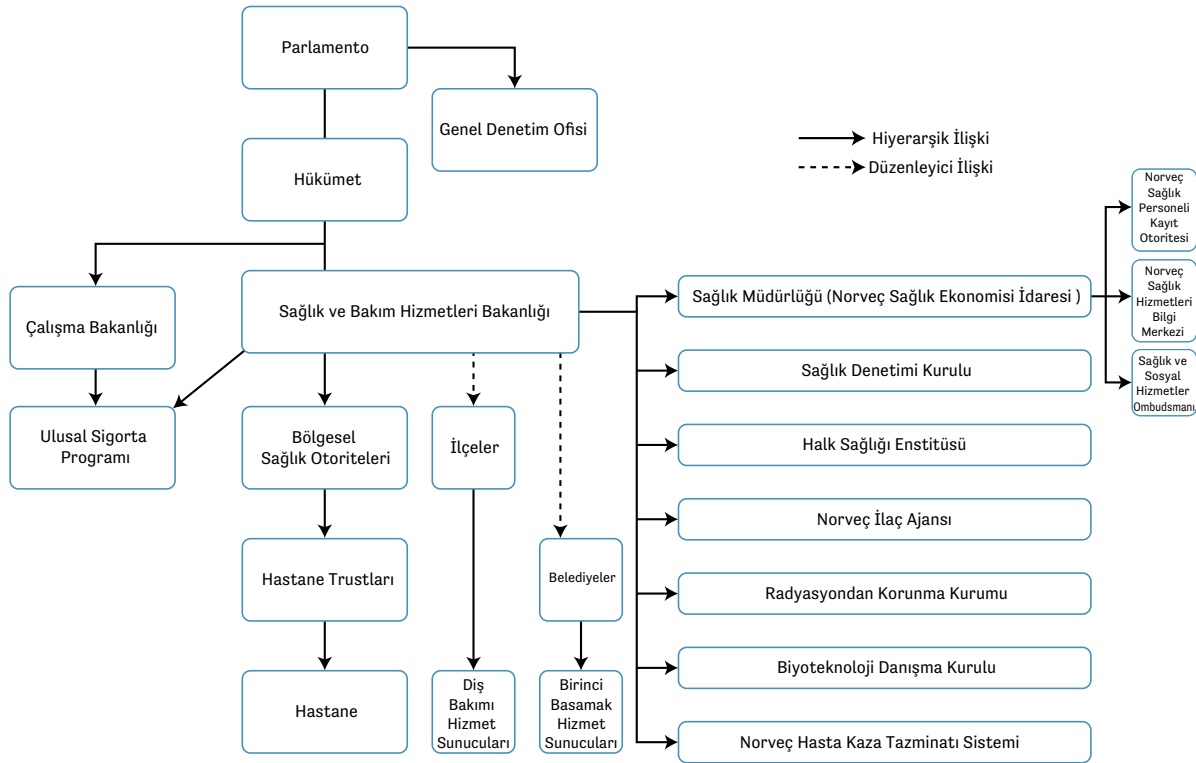 Parlamento
Genel Denetim Ofisi
Hiyerarşik İlişki
Düzenleyici İlişki
Hükümet
Norveç
Sağlık
Personeli
Kayıt
Otoritesi
Çalışma Bakanlığı
Sağlık ve Bakım Hizmetleri Bakanlığı
Sağlık Müdürlüğü (Norveç Sağlık Ekonomisi İdaresi )
Norveç
Sağlık
Hizmetleri
Bilgi
Merkezi
Sağlık Denetimi Kurulu
Sağlık ve
Sosyal
Hizmetler
Ombudsmanı
Ulusal Sigorta
Programı
Bölgesel
Sağlık Otoriteleri
İlçeler
Halk Sağlığı Enstitüsü
Norveç İlaç Ajansı
Hastane Trustları
Belediyeler
Radyasyondan Korunma Kurumu
Biyoteknoloji Danışma Kurulu
Hastane
Diş
Bakımı
Hizmet
Sunucuları
Birinci
Basamak
Hizmet
Sunucuları
Norveç Hasta Kaza Tazminatı Sistemi